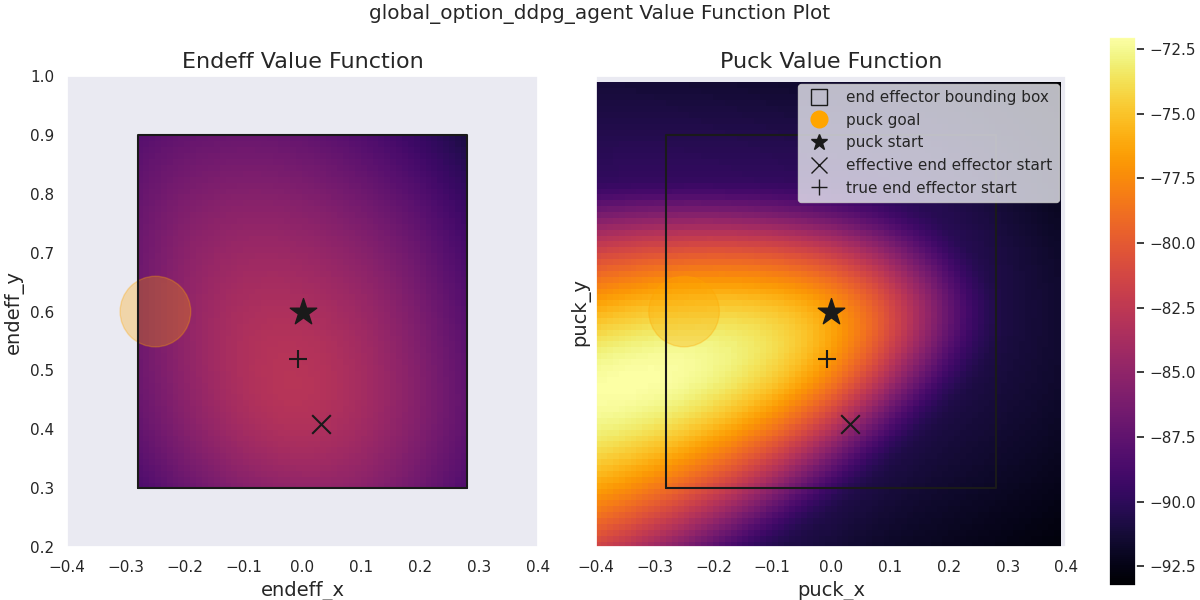 global_option_ddpg_agent Value Function Plot
Endeff Value Function
Puck Value Function
1.0
0.9
0.8
0.7
0.6
0.5
0.4
0.3
0.2
endeff_y
−0.4 −0.3 −0.2 −0.1 0.0 0.1 0.2 0.3 0.4
endeff_x
puck_y
end effector bounding box
puck goal
puck start
effective end effector start
true end effector start
−0.4 −0.3 −0.2 −0.1 0.0 0.1 0.2 0.3 0.4
puck_x
−72.5
−75.0
−77.5
−80.0
−82.5
−85.0
−87.5
−90.0
−92.5